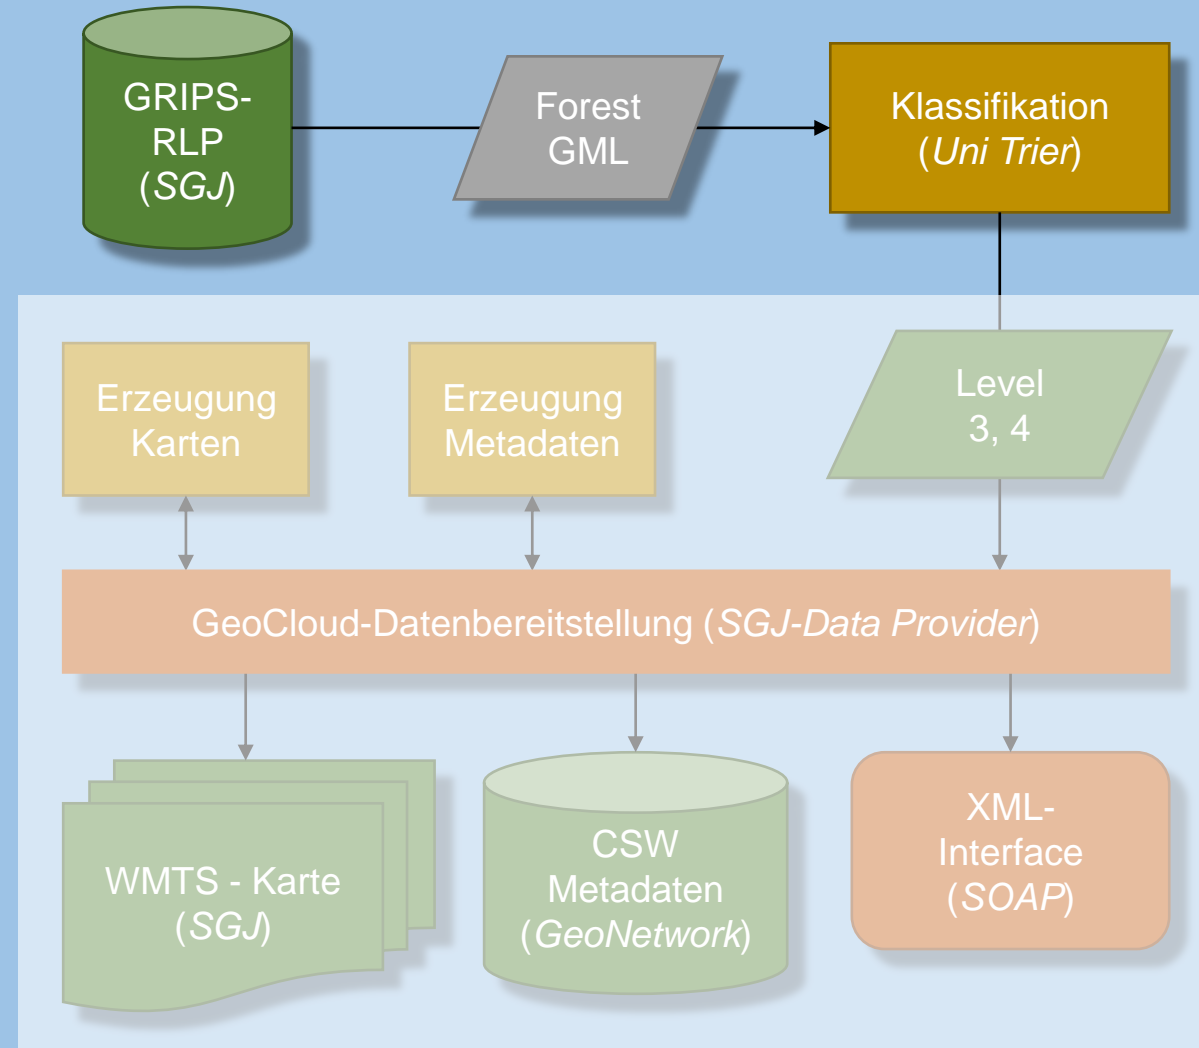 GRIPS-
RLP
(SGJ)
Forest
GML
Klassifikation
(Uni Trier)
Erzeugung
Karten
Erzeugung
Metadaten
Level
3, 4
GeoCloud-Datenbereitstellung (SGJ-Data Provider)
WMTS - Karte
(SGJ)
CSW
Metadaten
(GeoNetwork)
XML-
Interface
(SOAP)